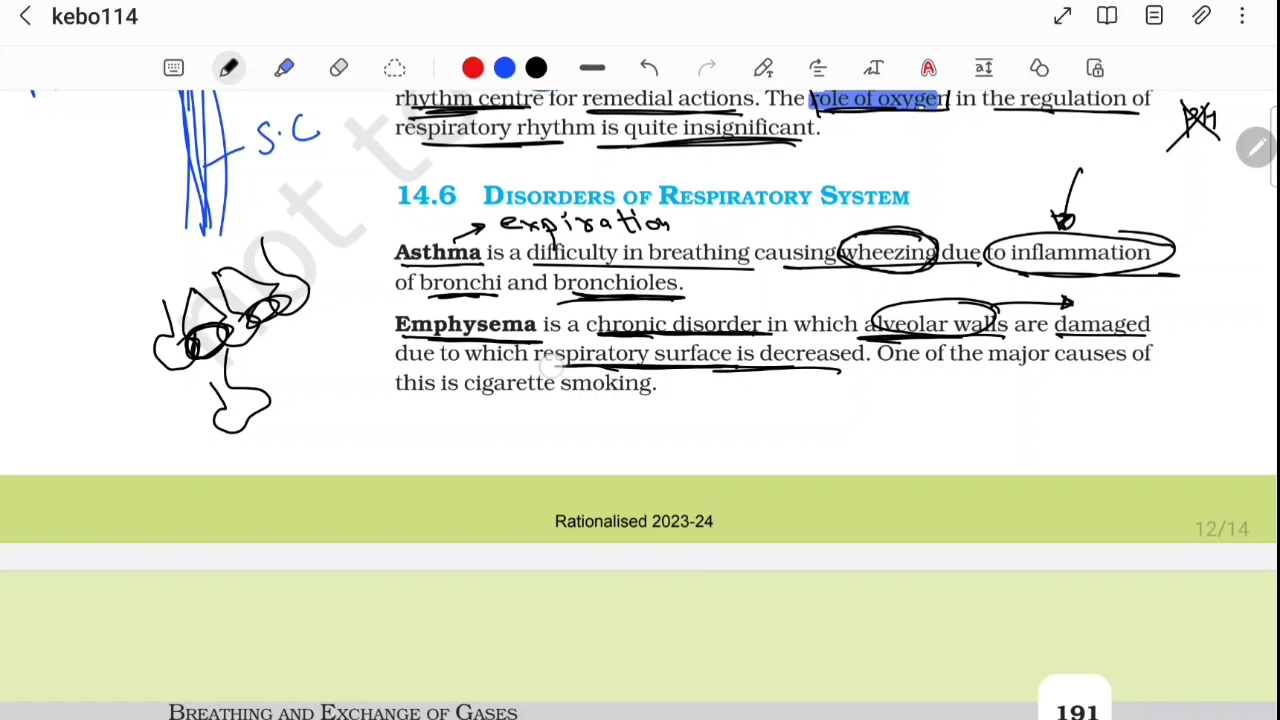 kebo114
rhythm centre for remedial actions. The role of oxygen in the regulation of
respiratory rhythm is quite insignificant.
S.C
14.6 DISORDERS OF RESPIRATORY SYSTEM
expiration
Asthma is a difficulty in breathing causing wheezing due to inflammation
of bronchi and bronchioles.
Emphysema is a chronic disorder in which alveolar walls are damaged
due to which respiratory surface is decreased. One of the major causes of
this is cigarette smoking.
not t
Rationalised 2023-24
12/14
BREATHING AND EXCHANGE OF GASES
191